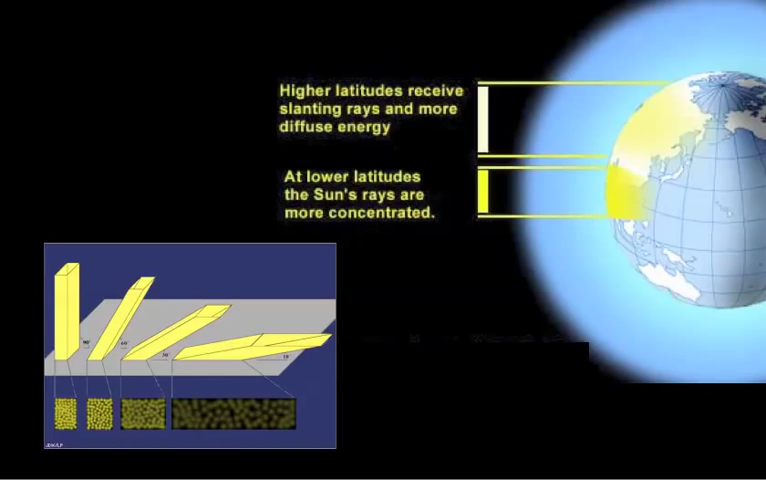 Higher latitudes receive
slanting rays and more
diffuse energy
At lower latitudes
the Sun's rays are
more concentrated.